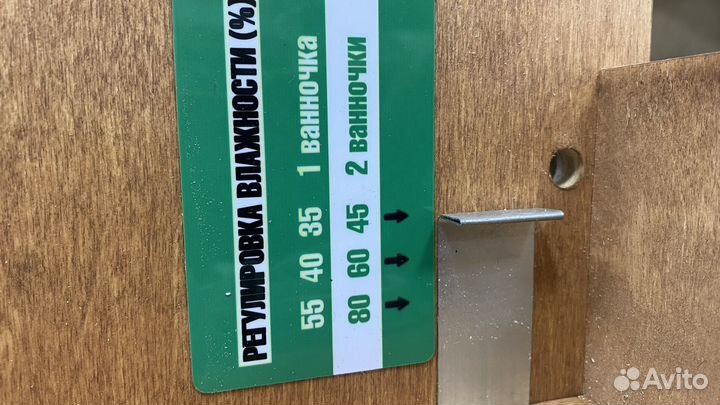 РЕГУЛИРОВКА ВЛАЖНОСТИ (%)
55 40 35 1 ванночка
80 60 45 2 ванночки
Avito